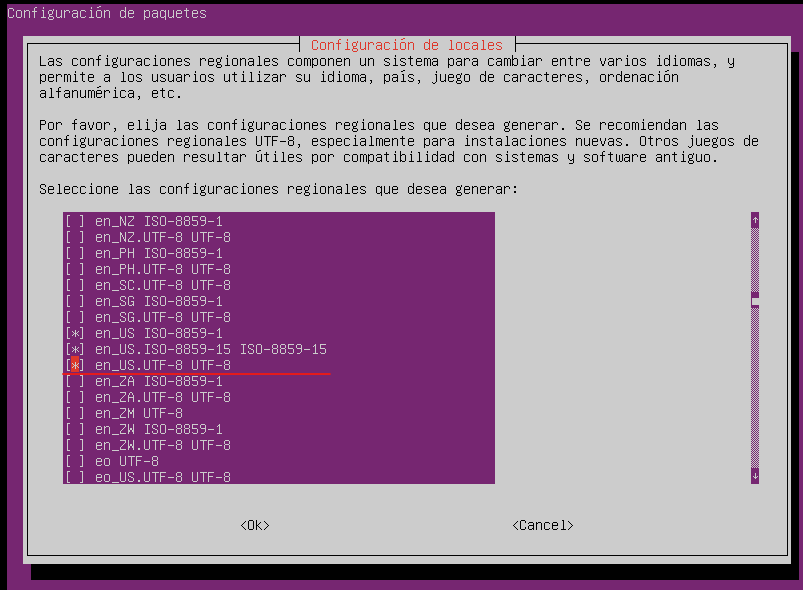 Configuración de paquetes
Configuración de locales
Las configuraciones regionales componen un sistema para cambiar entre varios idiomas, y
permite a los usuarios utilizar su idioma, país, juego de caracteres, ordenación
alfanumérica, etc.
Por favor, elija las configuraciones regionales que desea generar. Se recomiendan las
configuraciones regionales UTF-8, especialmente para instalaciones nuevas. Otros juegos de
caracteres pueden resultar útiles por compatibilidad con sistemas y software antiguo.
Seleccione las configuraciones regionales que desea generar:
[ ] en_NZ ISO-8859-1
[ ] en_NZ.UTF-8 UTF-8
[ ] en_PH ISO-8859-1
[ ] en_PH.UTF-8 UTF-8
[ ] en_SC.UTF-8 UTF-8
[ ] en_SG ISO-8859-1
[ ] en_SG.UTF-8 UTF-8
[*] en_US ISO-8859-1
[*] en_US.ISO-8859-15 ISO-8859-15
[*] en_US.UTF-8 UTF-8
[ ] en_ZA ISO-8859-1
[ ] en_ZA.UTF-8 UTF-8
[ ] en_ZM UTF-8
[ ] en_ZW ISO-8859-1
[ ] en_ZW.UTF-8 UTF-8
[ ] eo UTF-8
[ ] eo_US.UTF-8 UTF-8
<Ok> <Cancel>